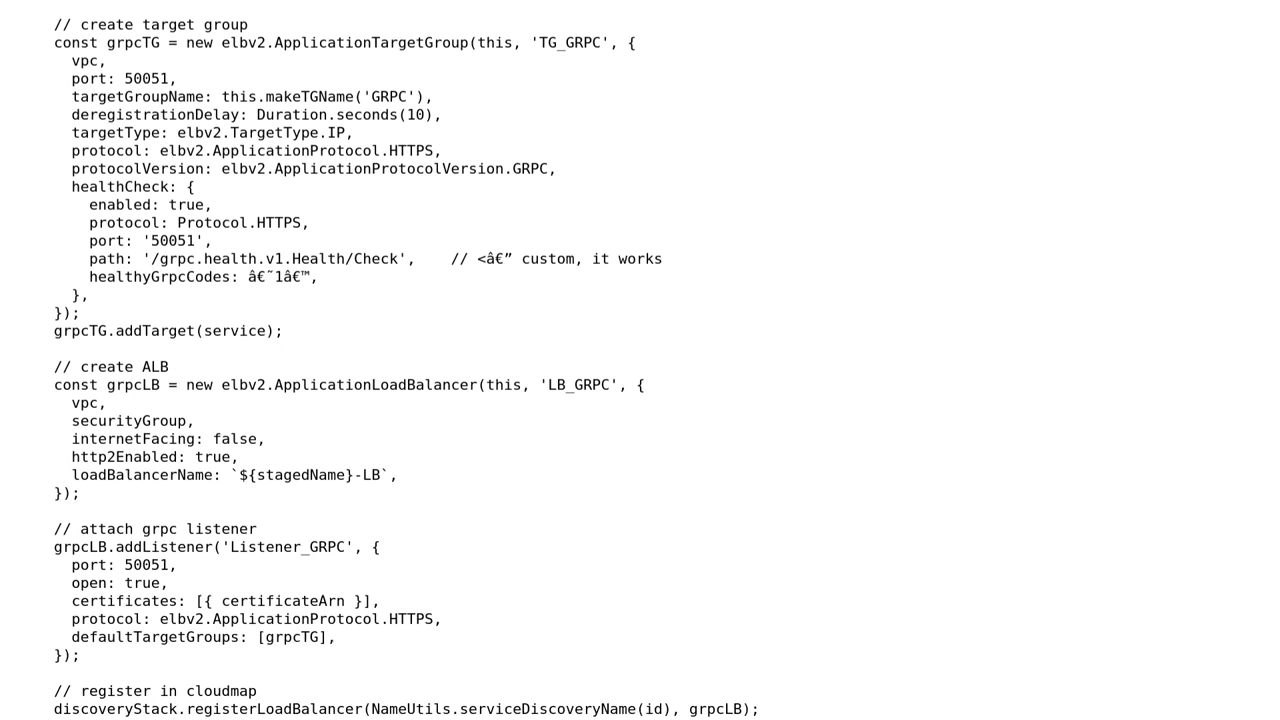 // create target group
const grpcTG = new elbv2.ApplicationTargetGroup(this, 'TG_GRPC', {
  vpc,
  port: 50051,
  targetGroupName: this.makeTGName('GRPC'),
  deregistrationDelay: Duration.seconds(10),
  targetType: elbv2.TargetType.IP,
  protocol: elbv2.ApplicationProtocol.HTTPS,
  protocolVersion: elbv2.ApplicationProtocolVersion.GRPC,
  healthCheck: {
    enabled: true,
    protocol: Protocol.HTTPS,
    port: '50051',
    path: '/grpc.health.v1.Health/Check',    // <â€” custom, it works
    healthyGrpcCodes: â€˜1â€™,
  },
});
grpcTG.addTarget(service);

// create ALB
const grpcLB = new elbv2.ApplicationLoadBalancer(this, 'LB_GRPC', {
  vpc,
  securityGroup,
  internetFacing: false,
  http2Enabled: true,
  loadBalancerName: `${stagedName}-LB`,
});

// attach grpc listener
grpcLB.addListener('Listener_GRPC', {
  port: 50051,
  open: true,
  certificates: [{ certificateArn }],
  protocol: elbv2.ApplicationProtocol.HTTPS,
  defaultTargetGroups: [grpcTG],
});

// register in cloudmap
discoveryStack.registerLoadBalancer(NameUtils.serviceDiscoveryName(id), grpcLB);